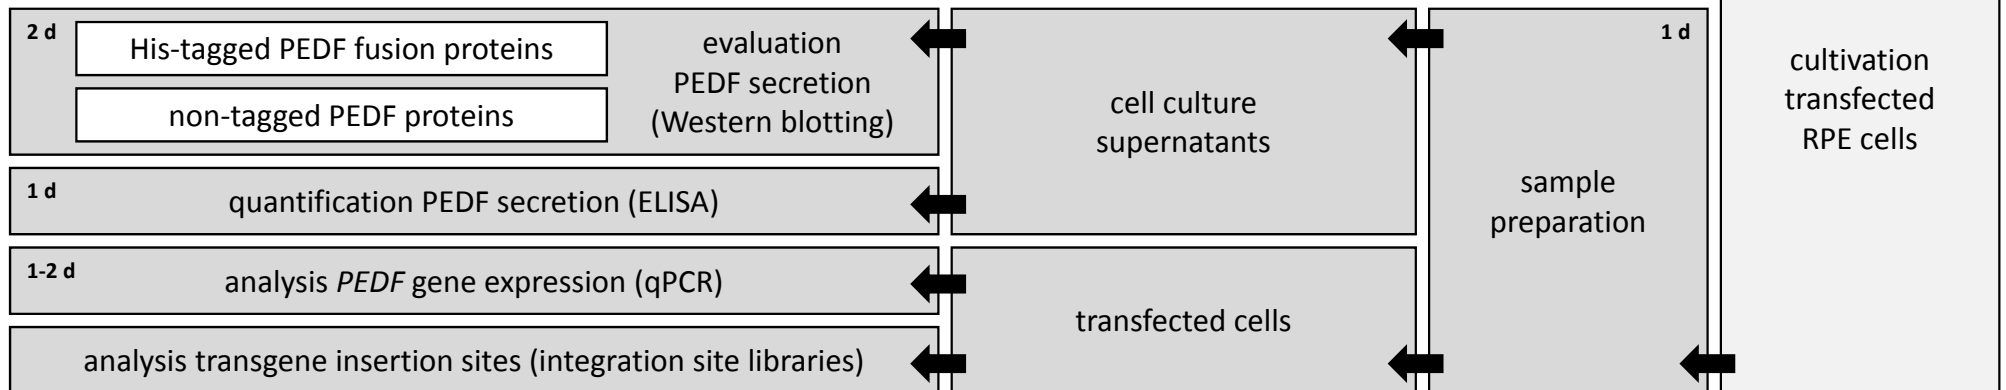 2 d
His-tagged PEDF fusion proteins
non-tagged PEDF proteins
evaluation
PEDF secretion
(Western blotting)
1 d
quantification PEDF secretion (ELISA)
1-2 d
analysis PEDF gene expression (qPCR)
analysis transgene insertion sites (integration site libraries)
cell culture
supernatants
transfected cells
1 d
sample
preparation
cultivation
transfected
RPE cells